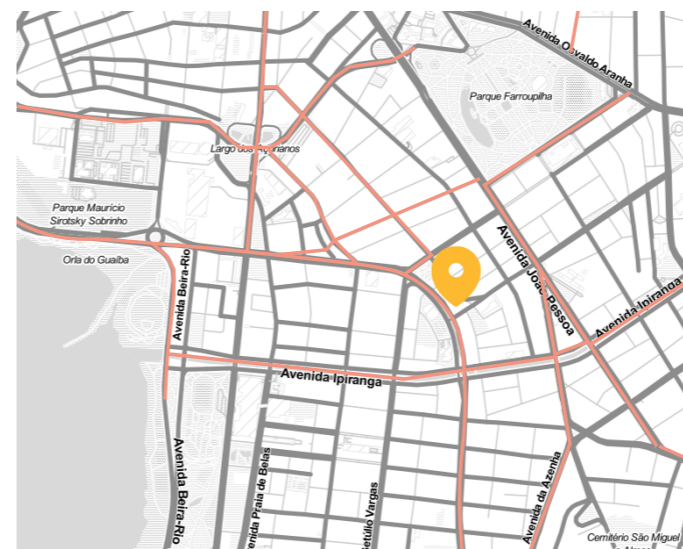 Avenida Osvaldo Aranha
Parque Farroupilha
Largo dos Açorianos
Parque Maurício
Sirotsky Sobrinho
Orla do Guaíba
Avenida Beira-Rio
Avenida João Pessoa
Avenida Ipiranga
Avenida Ipiranga
Avenida Beira-Rio
Avenida Praia de Belas
Getúlio Vargas
Avenida da Azenha
Cemitério São Miguel